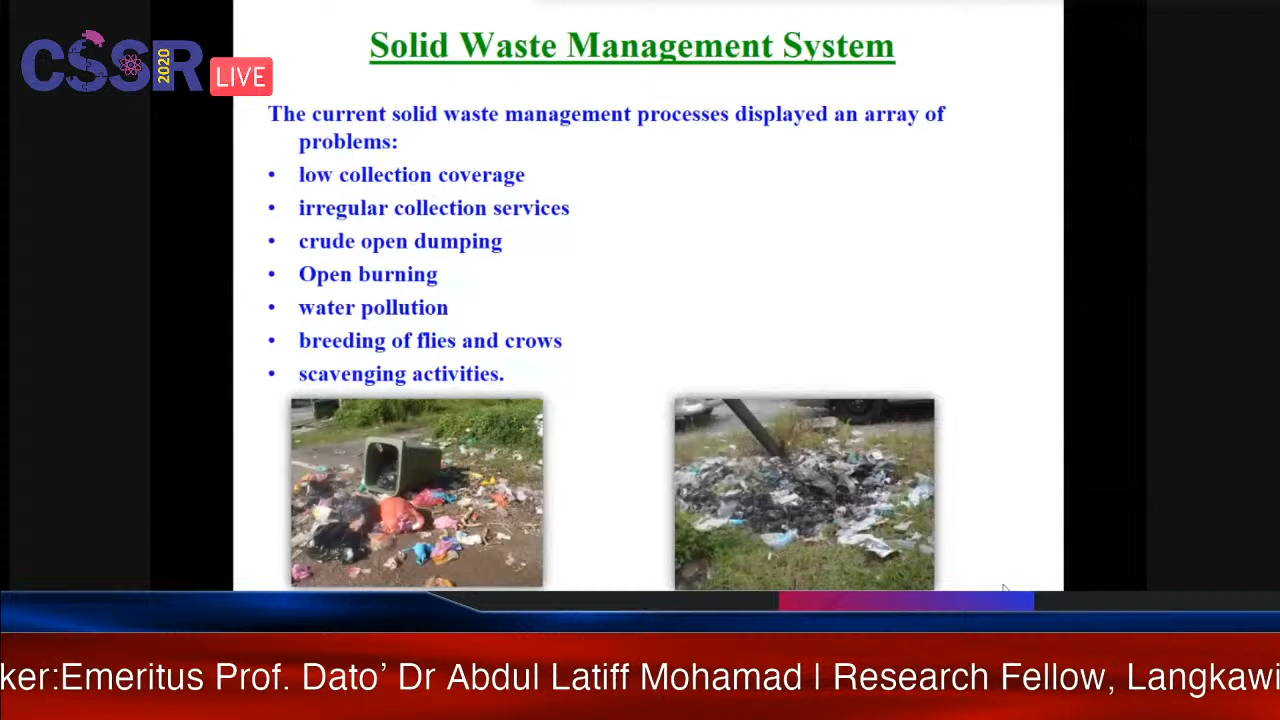 CSSR 2020
LIVE
Solid Waste Management System
The current solid waste management processes displayed an array of
problems:
• low collection coverage
• irregular collection services
• crude open dumping
• Open burning
• water pollution
• breeding of flies and crows
• scavenging activities.
ker:Emeritus Prof. Dato’ Dr Abdul Latiff Mohamad | Research Fellow, Langkawi